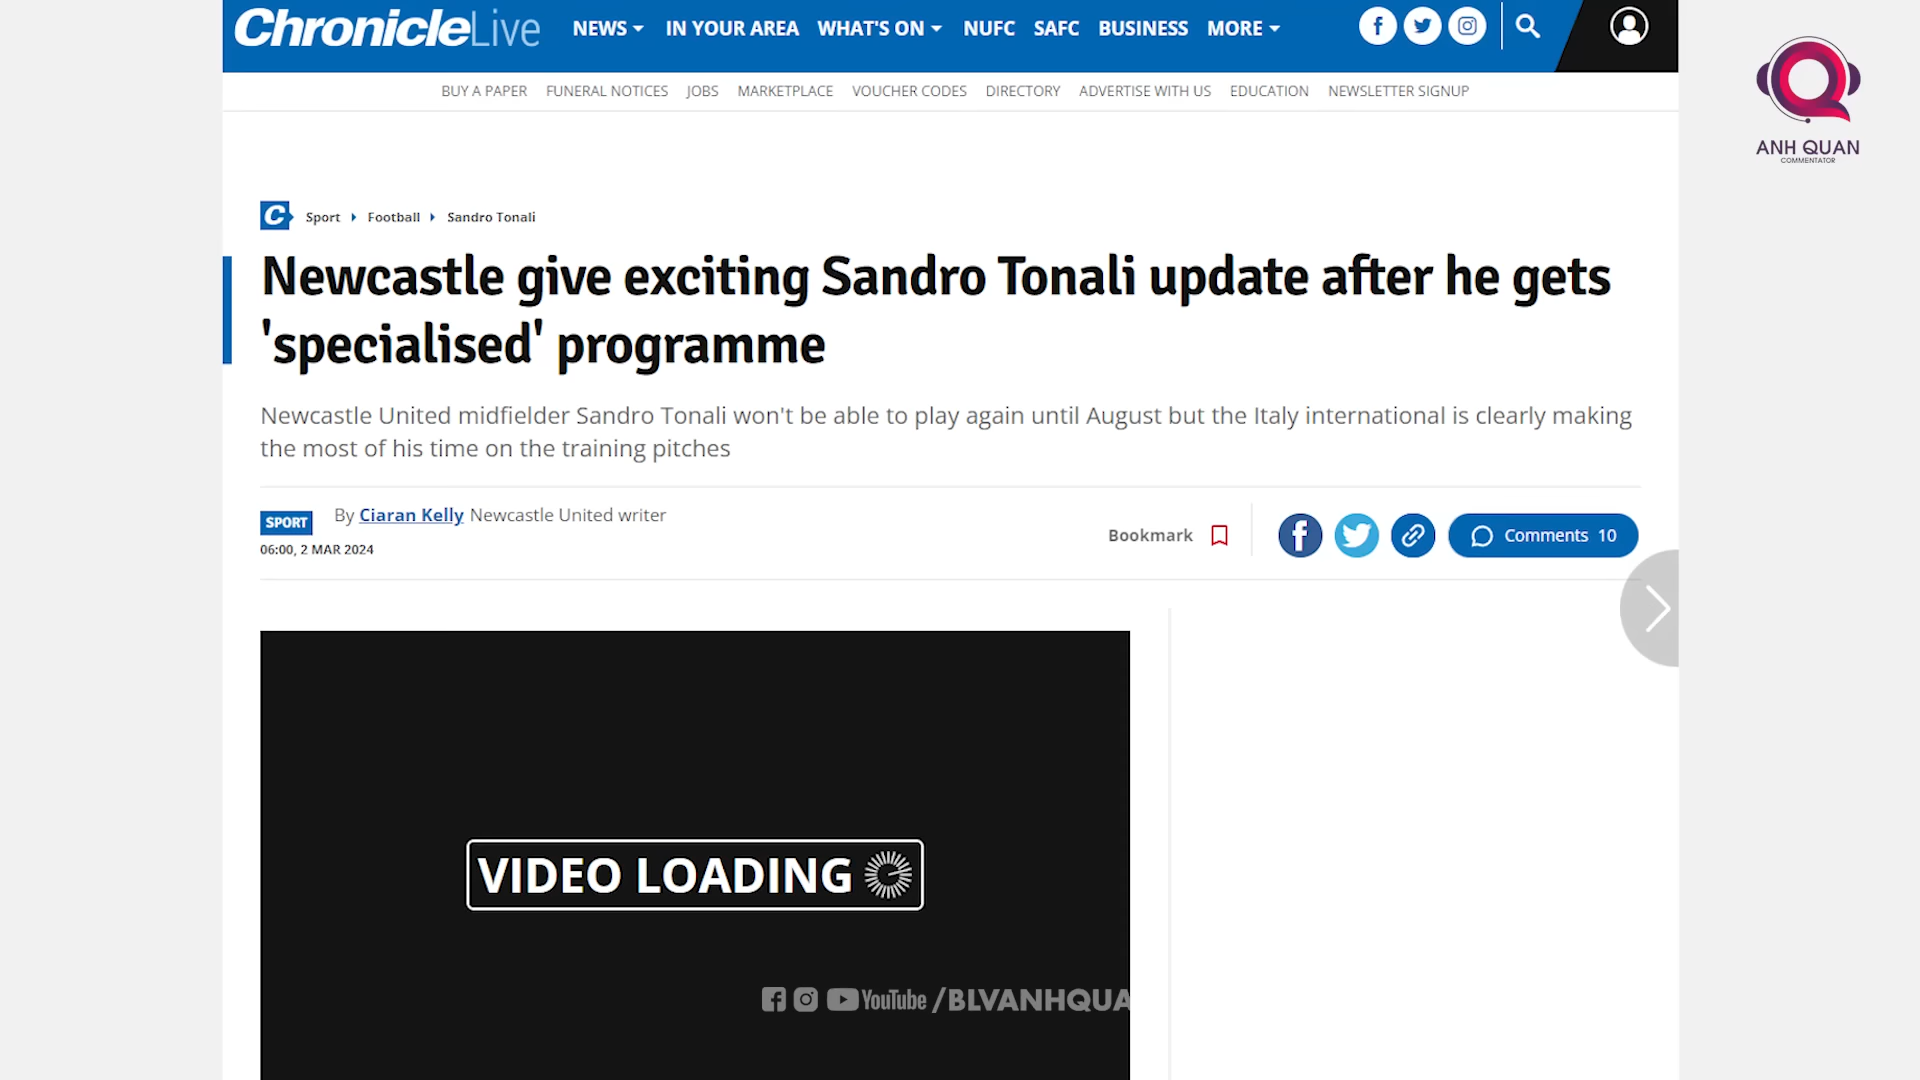 ChronicleLive NEWS IN YOUR AREA WHAT'S ON NUFC SAFC BUSINESS MORE
BUY A PAPER FUNERAL NOTICES JOBS MARKETPLACE VOUCHER CODES DIRECTORY ADVERTISE WITH US EDUCATION NEWSLETTER SIGNUP
ANH QUAN
COMMENTATOR
C Sport Football Sandro Tonali
Newcastle give exciting Sandro Tonali update after he gets
'specialised' programme
Newcastle United midfielder Sandro Tonali won't be able to play again until August but the Italy international is clearly making
the most of his time on the training pitches
SPORT By Ciaran Kelly Newcastle United writer
06:00, 2 MAR 2024
Bookmark Comments 10
VIDEO LOADING
YouTube /BLVANHQUA